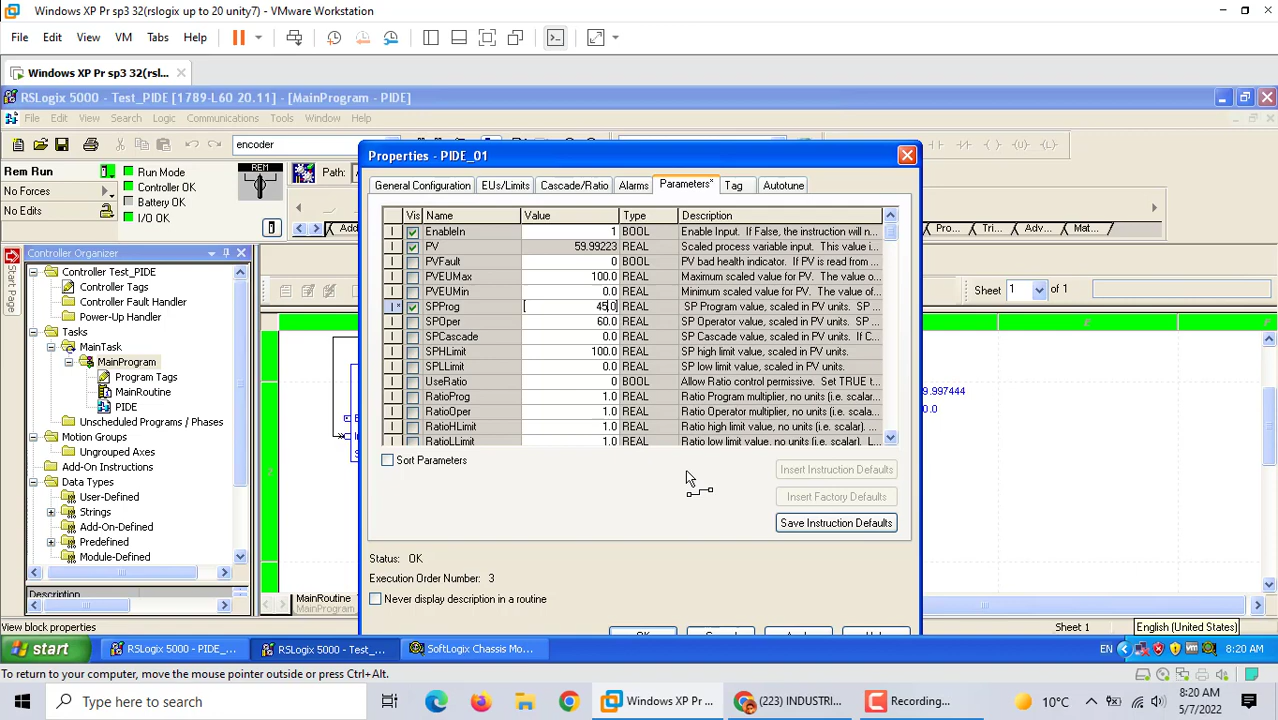 Windows XP Pr sp3 32(rslogix up to 20 unity7) - VMware Workstation
File Edit View VM Tabs Help
Windows XP Pr sp3 32(rsl...
RSLogix 5000 - Test_PIDE [1789-L60 20.11] - [MainProgram - PIDE]
File Edit View Search Logic Communications Tools Window Help
encoder
Properties - PIDE_01
Rem Run
Run Mode
Controller OK
Battery OK
I/O OK
No Forces
No Edits
REM
Path:
General Configuration EUs/Limits Cascade/Ratio Alarms Parameters* Tag Autotune
Vis Name Value Type Description
EnableIn 1 BOOL Enable Input. If False, the instruction will n...
PV 59.99223 REAL Scaled process variable input. This value i...
PVFault 0 BOOL PV bad health indicator. If PV is read from ...
PVEUMax 100.0 REAL Maximum scaled value for PV. The value o...
PVEUMin 0.0 REAL Minimum scaled value for PV. The value of...
SPProg 45.0 REAL SP Program value, scaled in PV units. SP ...
SPOper 60.0 REAL SP Operator value, scaled in PV units. SP ...
SPCascade 0.0 REAL SP Cascade value, scaled in PV units. If C...
SPHLimit 100.0 REAL SP high limit value, scaled in PV units.
SPLLimit 0.0 REAL SP low limit value, scaled in PV units.
UseRatio 0 BOOL Allow Ratio control permissive. Set TRUE t...
RatioProg 1.0 REAL Ratio Program multiplier, no units (i.e. scalar...
RatioOper 1.0 REAL Ratio Operator multiplier, no units (i.e. scala...
RatioHLimit 1.0 REAL Ratio high limit value, no units (i.e. scalar)...
RatioLLimit 1.0 REAL Ratio low limit value, no units (i.e. scalar)...
Sort Parameters
Insert Instruction Defaults
Insert Factory Defaults
Save Instruction Defaults
Status: OK
Execution Order Number: 3
Never display description in a routine
Start Page
Controller Organizer
Controller Test_PIDE
Controller Tags
Controller Fault Handler
Power-Up Handler
Tasks
MainTask
MainProgram
Program Tags
MainRoutine
PIDE
Unscheduled Programs / Phases
Motion Groups
Ungrouped Axes
Add-On Instructions
Data Types
User-Defined
Strings
Add-On-Defined
Predefined
Module-Defined
Description
Add
Pro... Tri... Adv... Mat...
Sheet 1 of 1
E F
2
9.997444
0.0
MainRoutine
MainProgram
View block properties
Sheet 1
English (United States)
start
RSLogix 5000 - PIDE_...
RSLogix 5000 - Test_...
SoftLogix Chassis Mo...
EN
8:20 AM
To return to your computer, move the mouse pointer outside or press Ctrl+Alt.
Type here to search
Windows XP Pr ...
(223) INDUSTRI...
Recording...
10°C
8:20 AM
5/7/2022